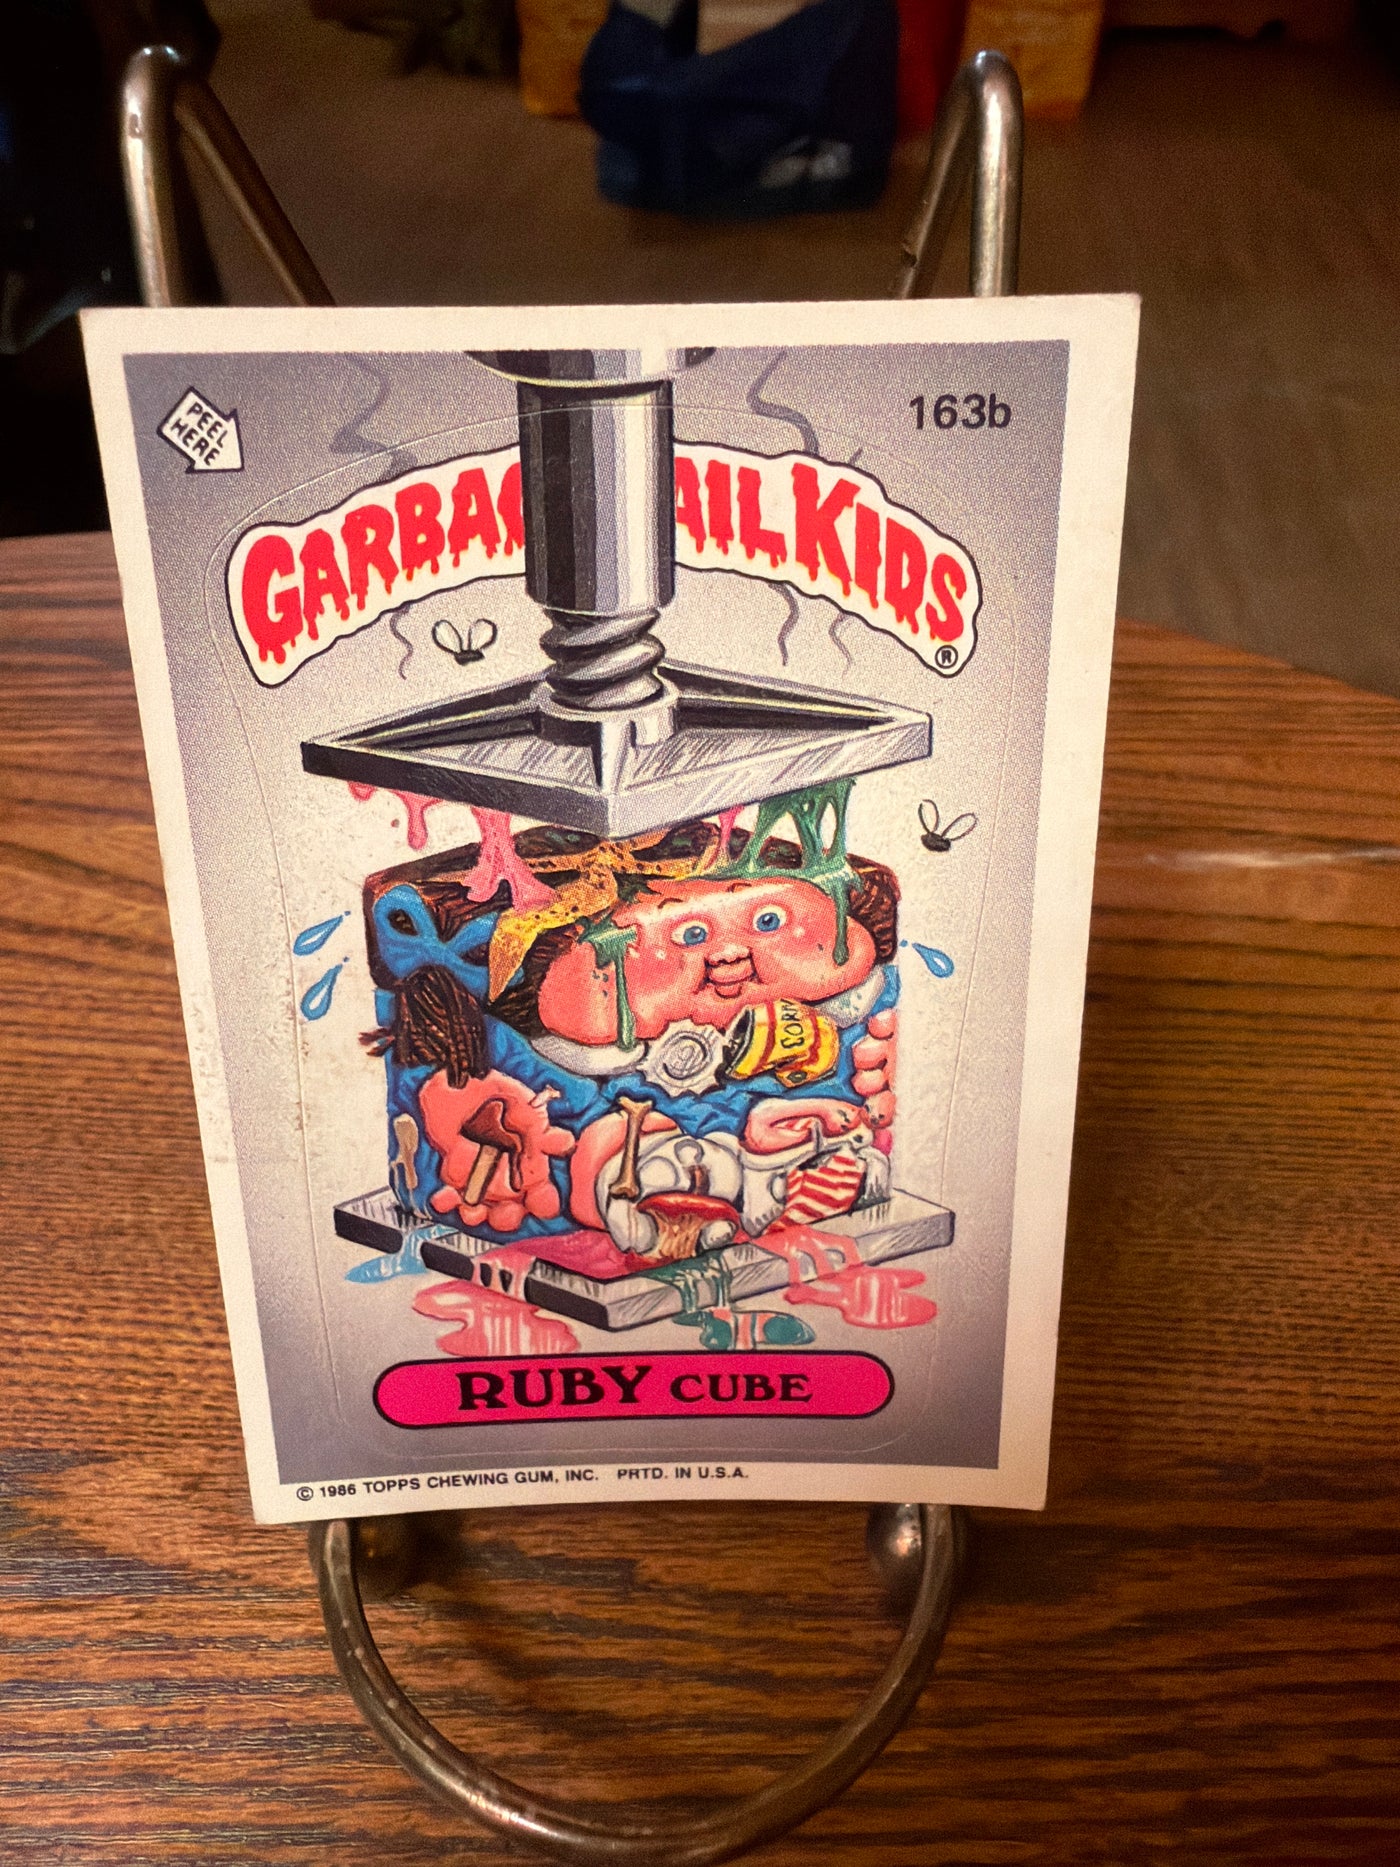 PEEL
HERE
163b
GARBAG AIL KIDS
®
CORN
RUBY CUBE
© 1986 TOPPS CHEWING GUM, INC. PRTD. IN U.S.A.